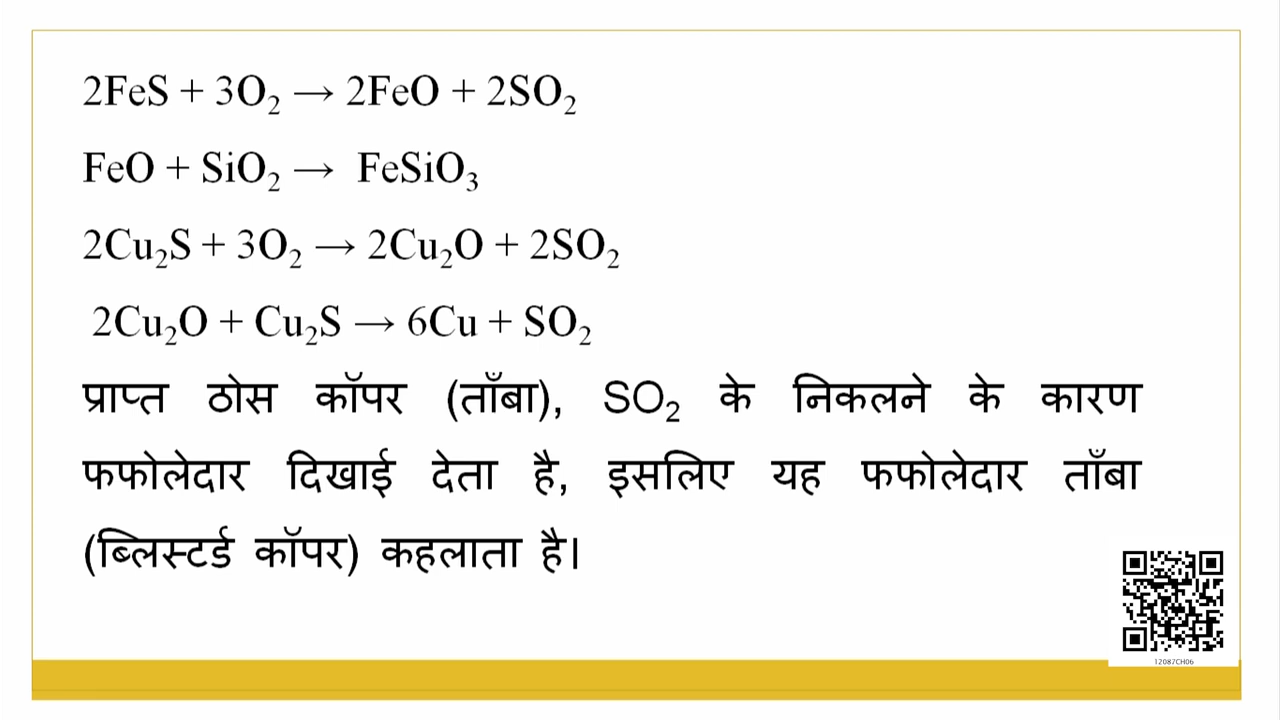 2FeS + 3O₂ → 2FeO + 2SO₂
FeO + SiO₂ → FeSiO₃
2Cu₂S + 3O₂ → 2Cu₂O + 2SO₂
2Cu₂O + Cu₂S → 6Cu + SO₂
प्राप्त ठोस कॉपर (ताँबा), SO₂ के निकलने के कारण
फफोलेदार दिखाई देता है, इसलिए यह फफोलेदार ताँबा
(ब्लिस्टर्ड कॉपर) कहलाता है।
12087CH06